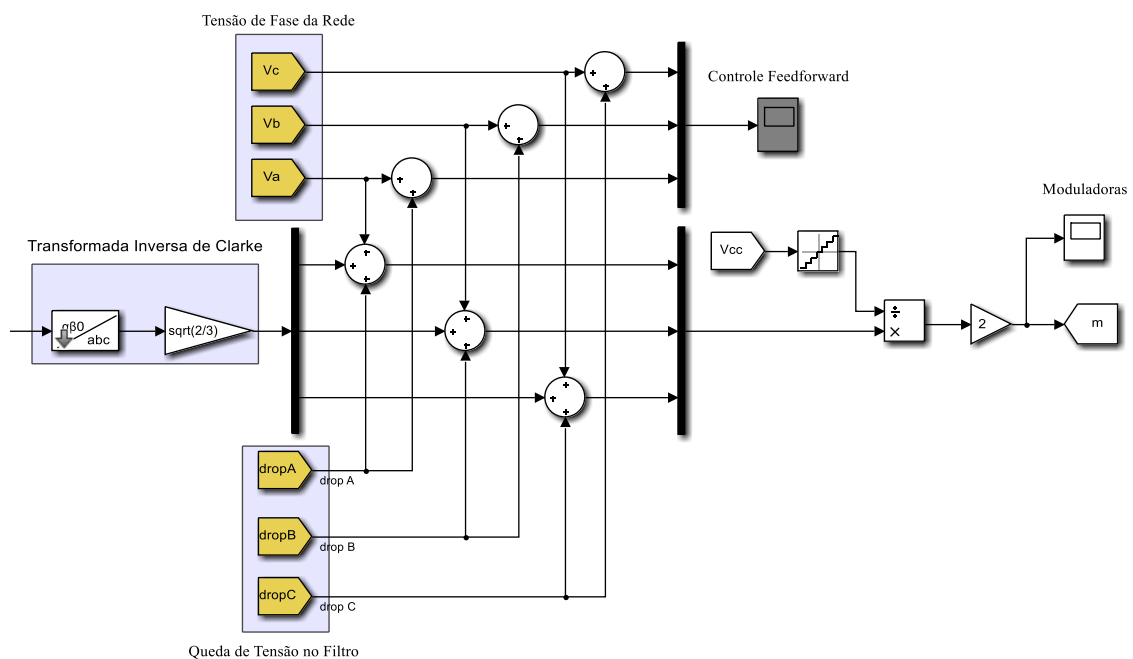 Tensão de Fase da Rede
Vc
Vb
Va
Controle Feedforward
Moduladoras
Transformada Inversa de Clarke
αβ0
abc
sqrt(2/3)
Vcc
÷
×
2
m
dropA
drop A
dropB
drop B
dropC
drop C
Queda de Tensão no Filtro